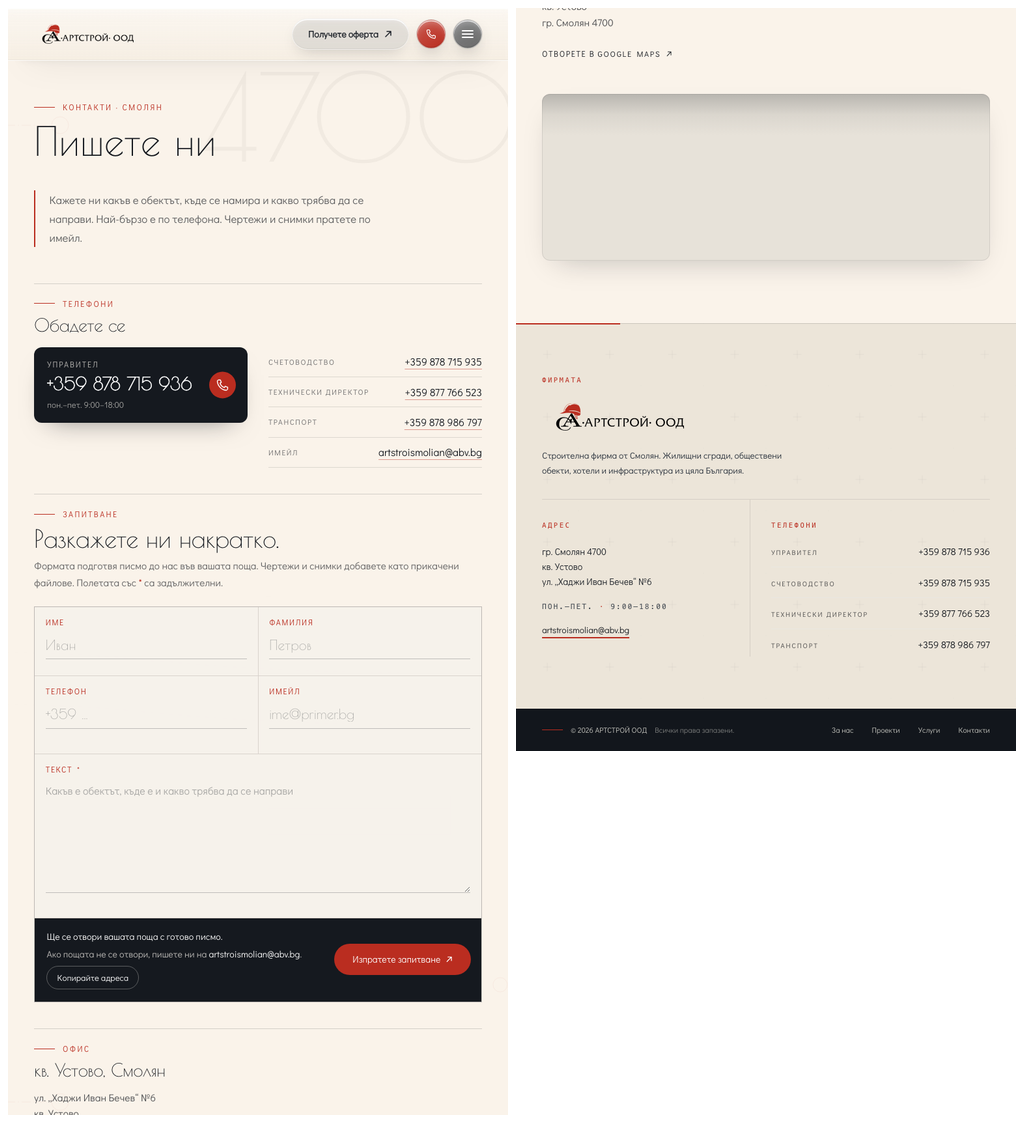 АРТСТРОЙ· ООД
Получете оферта ↗
4700
КОНТАКТИ · СМОЛЯН
Пишете ни
Кажете ни какъв е обектът, къде се намира и какво трябва да се
направи. Най-бързо е по телефона. Чертежи и снимки пратете по
имейл.
ТЕЛЕФОНИ
Обадете се
УПРАВИТЕЛ
+359 878 715 936
пон.–пет. 9:00–18:00
СЧЕТОВОДСТВО +359 878 715 935
ТЕХНИЧЕСКИ ДИРЕКТОР +359 877 766 523
ТРАНСПОРТ +359 878 986 797
ИМЕЙЛ artstroismolian@abv.bg
ЗАПИТВАНЕ
Разкажете ни накратко.
Формата подготвя писмо до нас във вашата поща. Чертежи и снимки добавете като прикачени
файлове. Полетата със * са задължителни.
ИМЕ ФАМИЛИЯ
Иван Петров
ТЕЛЕФОН ИМЕЙЛ
+359 ... ime@primer.bg
ТЕКСТ *
Какъв е обектът, къде е и какво трябва да се направи
Ще се отвори вашата поща с готово писмо.
Ако пощата не се отвори, пишете ни на artstroismolian@abv.bg.
Копирайте адреса
Изпратете запитване ↗
ОФИС
кв. Устово, Смолян
ул. „Хаджи Иван Бечев" №6
кв. Устово
кв. Устово
гр. Смолян 4700
ОТВОРЕТЕ В GOOGLE MAPS ↗
ФИРМАТА
АРТСТРОЙ· ООД
Строителна фирма от Смолян. Жилищни сгради, обществени
обекти, хотели и инфраструктура из цяла България.
АДРЕС
гр. Смолян 4700
кв. Устово
ул. „Хаджи Иван Бечев" №6
ПОН.–ПЕТ. · 9:00–18:00
artstroismolian@abv.bg
ТЕЛЕФОНИ
УПРАВИТЕЛ +359 878 715 936
СЧЕТОВОДСТВО +359 878 715 935
ТЕХНИЧЕСКИ ДИРЕКТОР +359 877 766 523
ТРАНСПОРТ +359 878 986 797
© 2026 АРТСТРОЙ ООД Всички права запазени. За нас Проекти Услуги Контакти